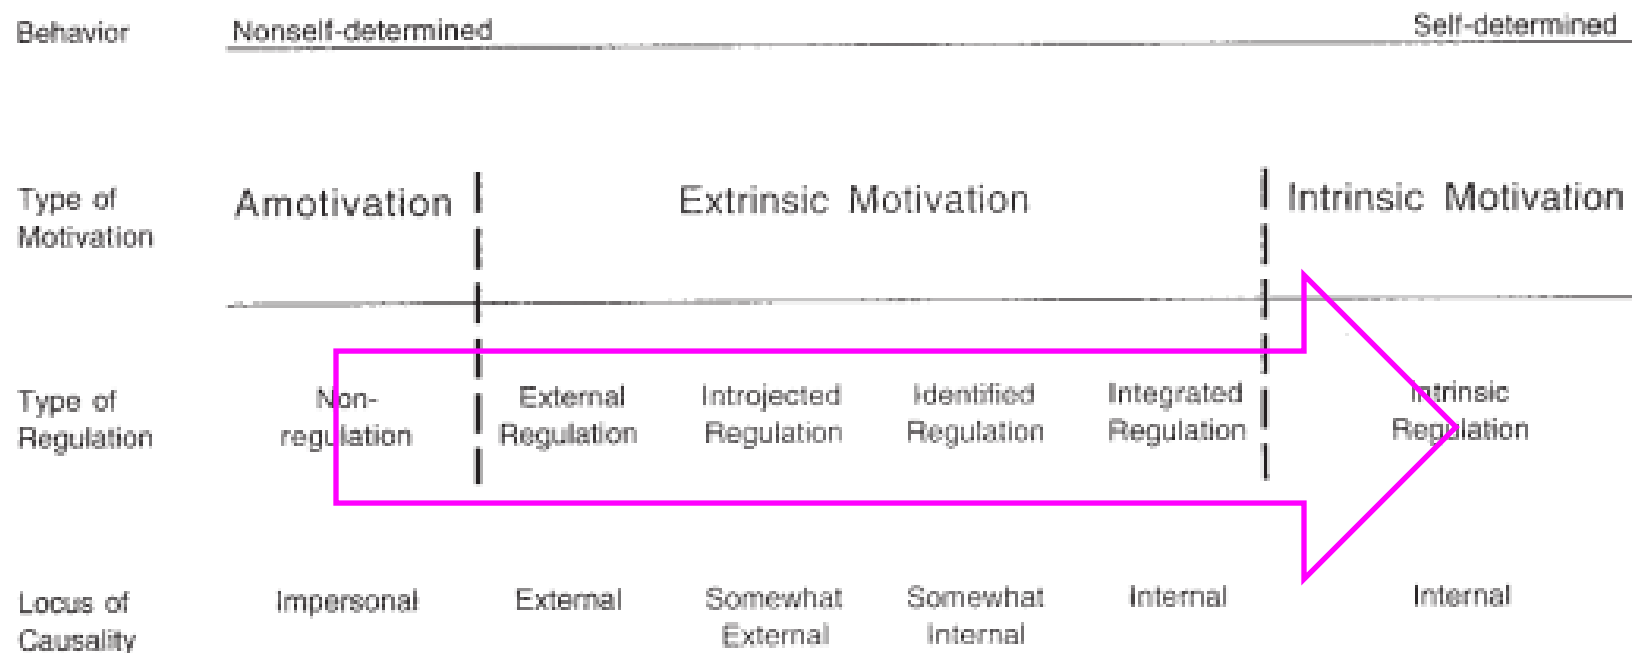 Behavior Nonself-determined Self-determined
Type of Motivation Amotivation Extrinsic Motivation Intrinsic Motivation
Type of Regulation Non-regulation External Regulation Introjected Regulation Identified Regulation Integrated Regulation Intrinsic Regulation
Locus of Causality Impersonal External Somewhat External Somewhat Internal Internal Internal